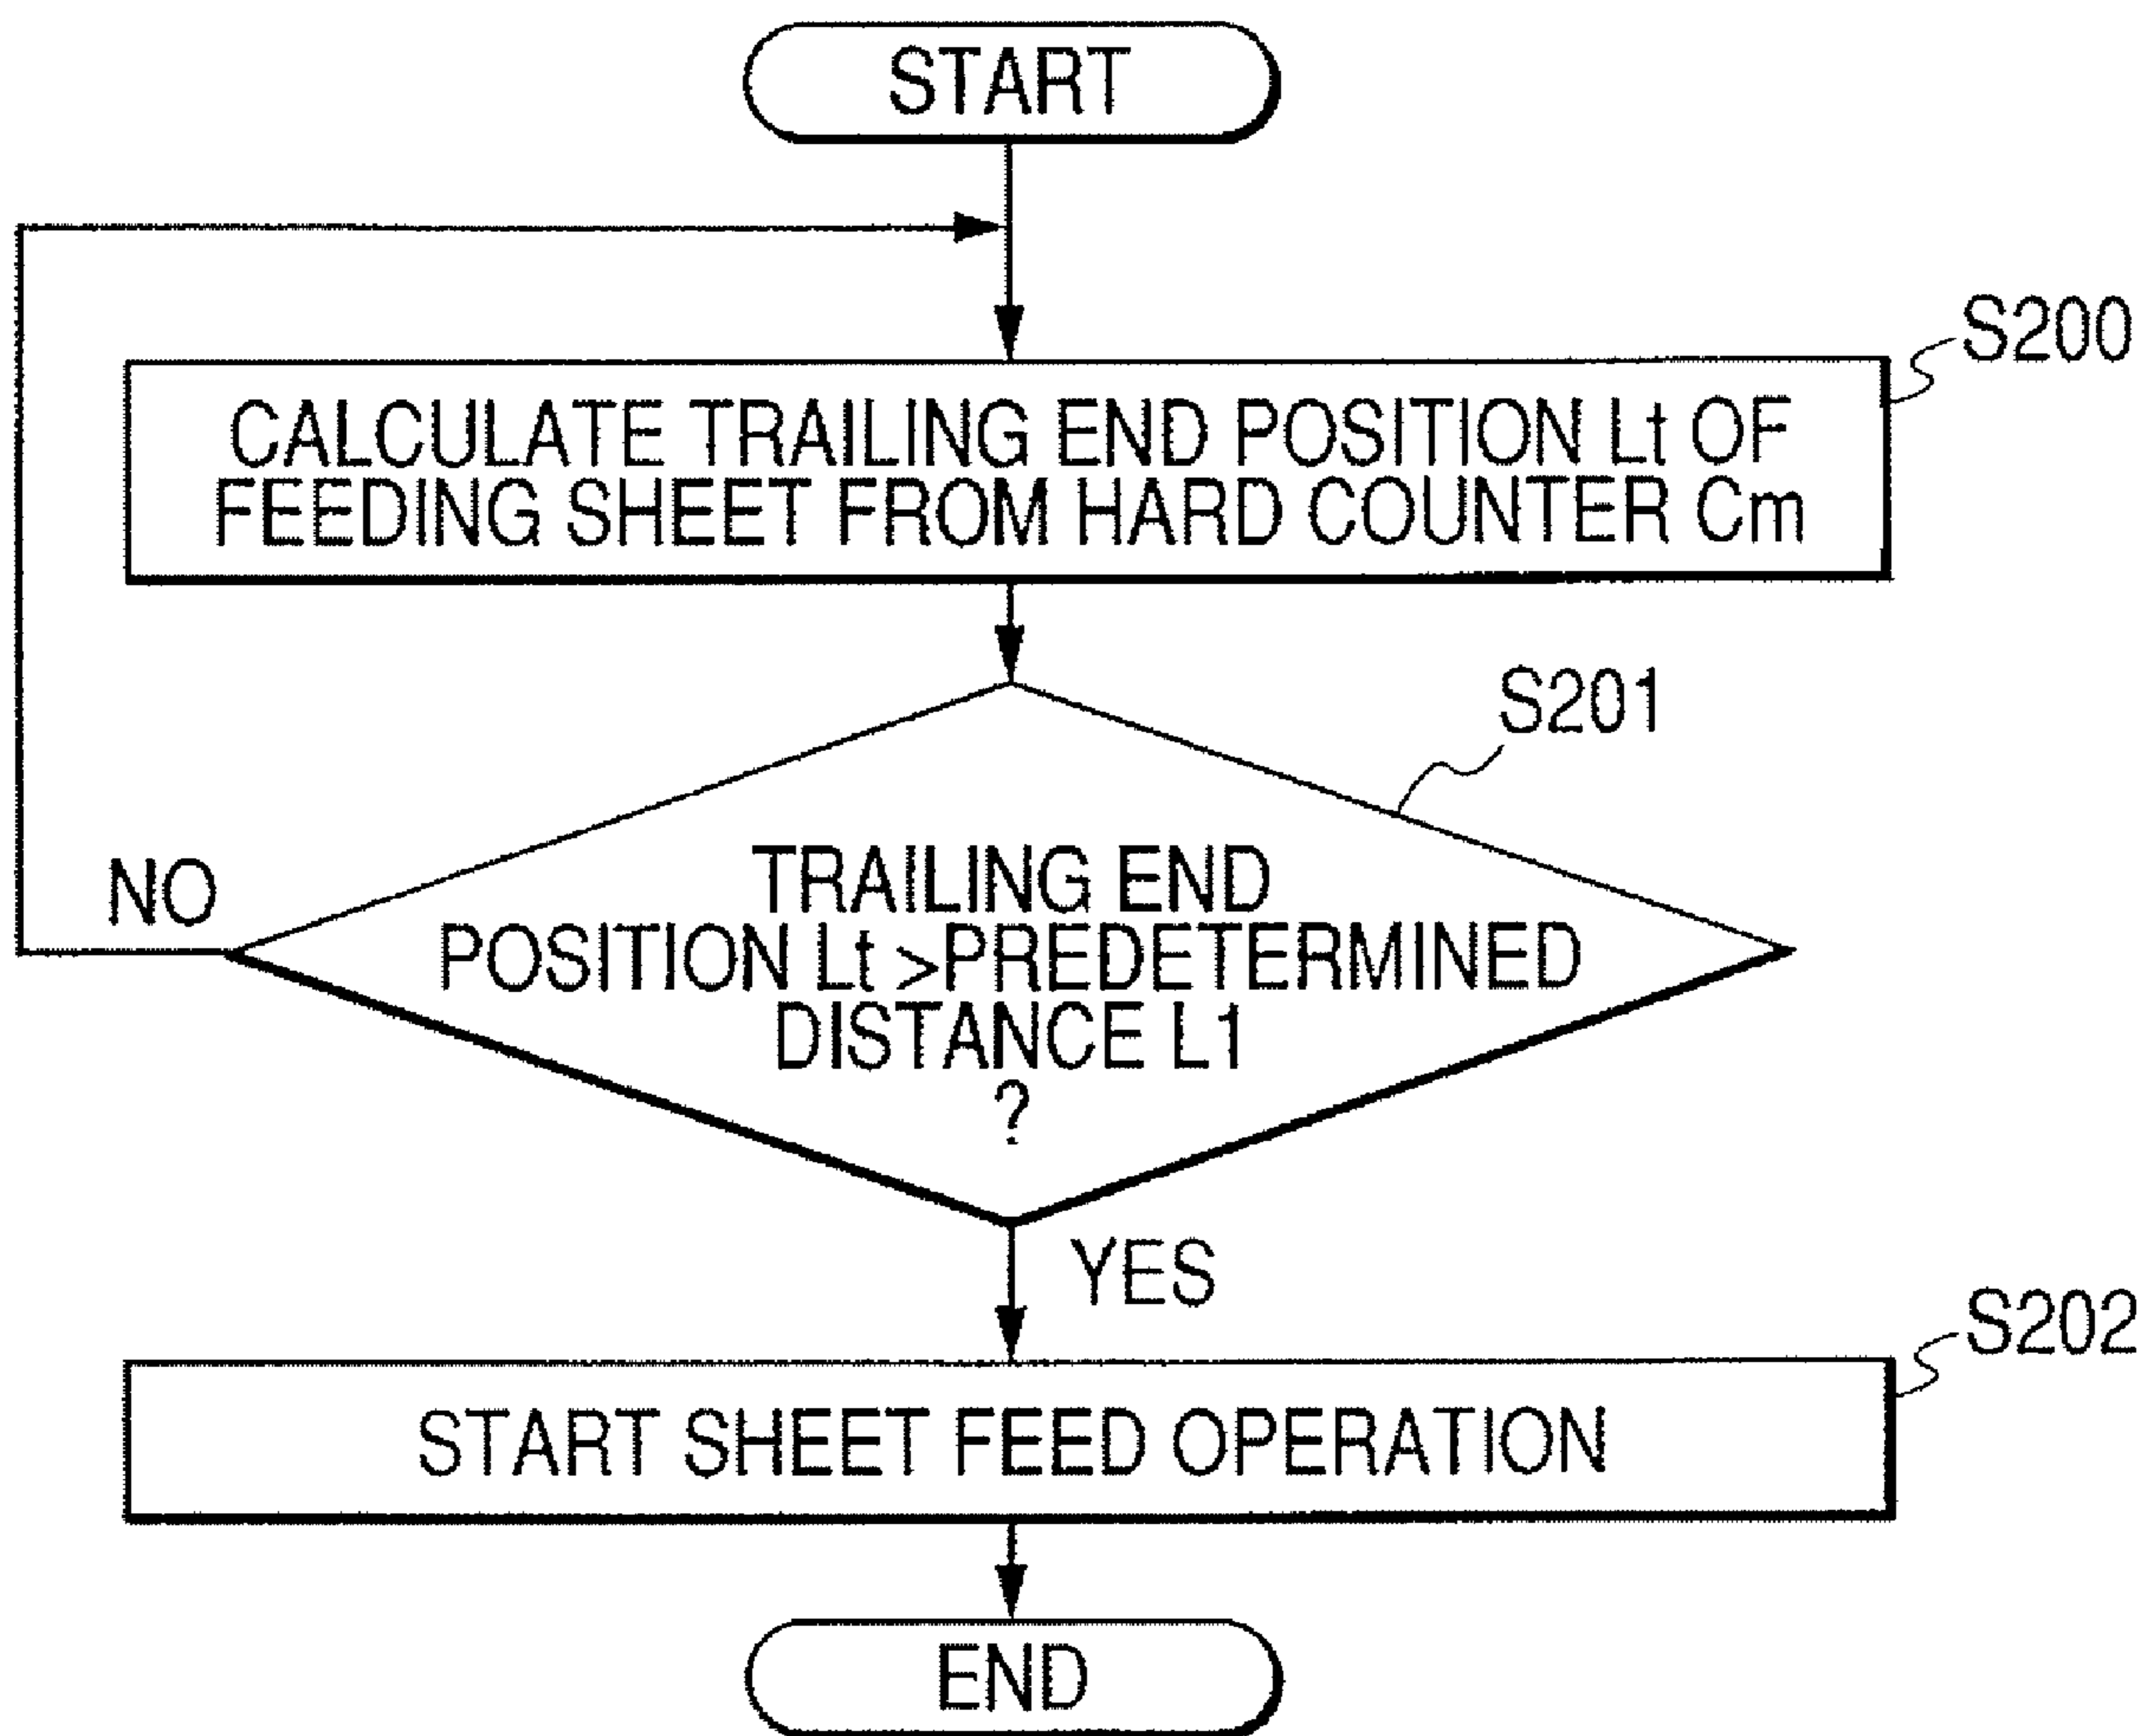 START
S200
CALCULATE TRAILING END POSITION Lt OF
FEEDING SHEET FROM HARD COUNTER Cm
S201
NO
TRAILING END
POSITION Lt >PREDETERMINED
DISTANCE L1
?
YES
S202
START SHEET FEED OPERATION
END